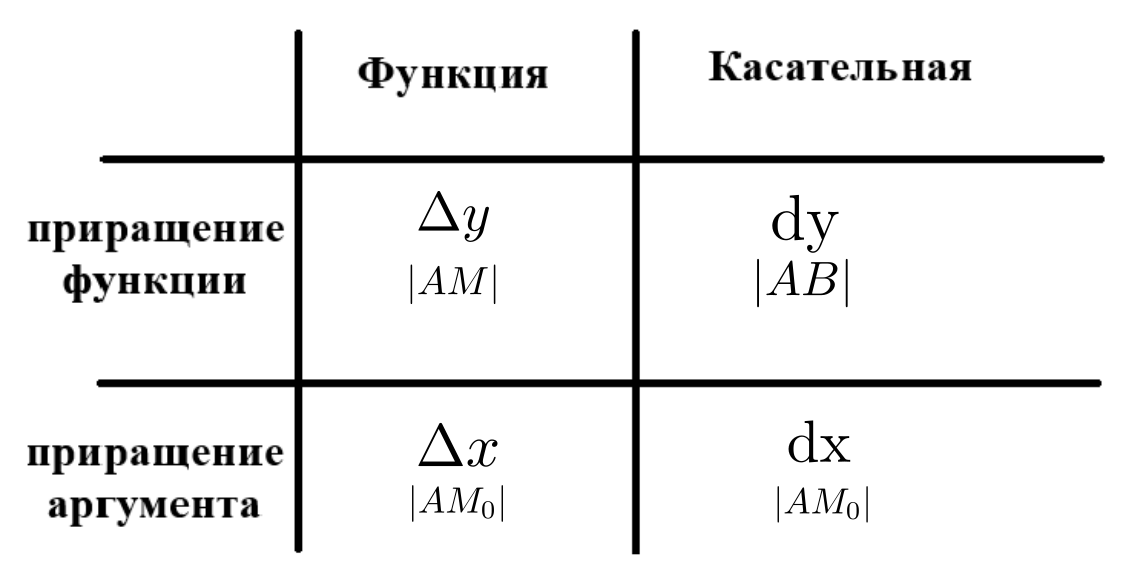 Функция Касательная
приращение
функции
Δy dy
|AM| |AB|
приращение
аргумента
Δx dx
|AM₀| |AM₀|